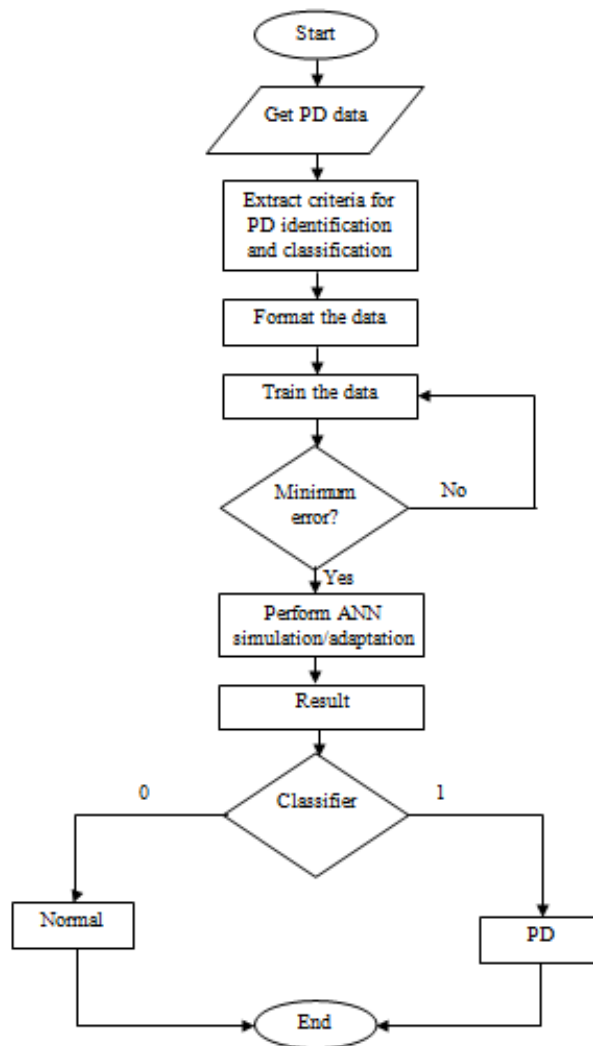 Start
Get PD data
Extract criteria for
PD identification
and classification
Format the data
Train the data
Minimum
error?
No
Yes
Perform ANN
simulation/adaptation
Result
Classifier
0
1
Normal
PD
End